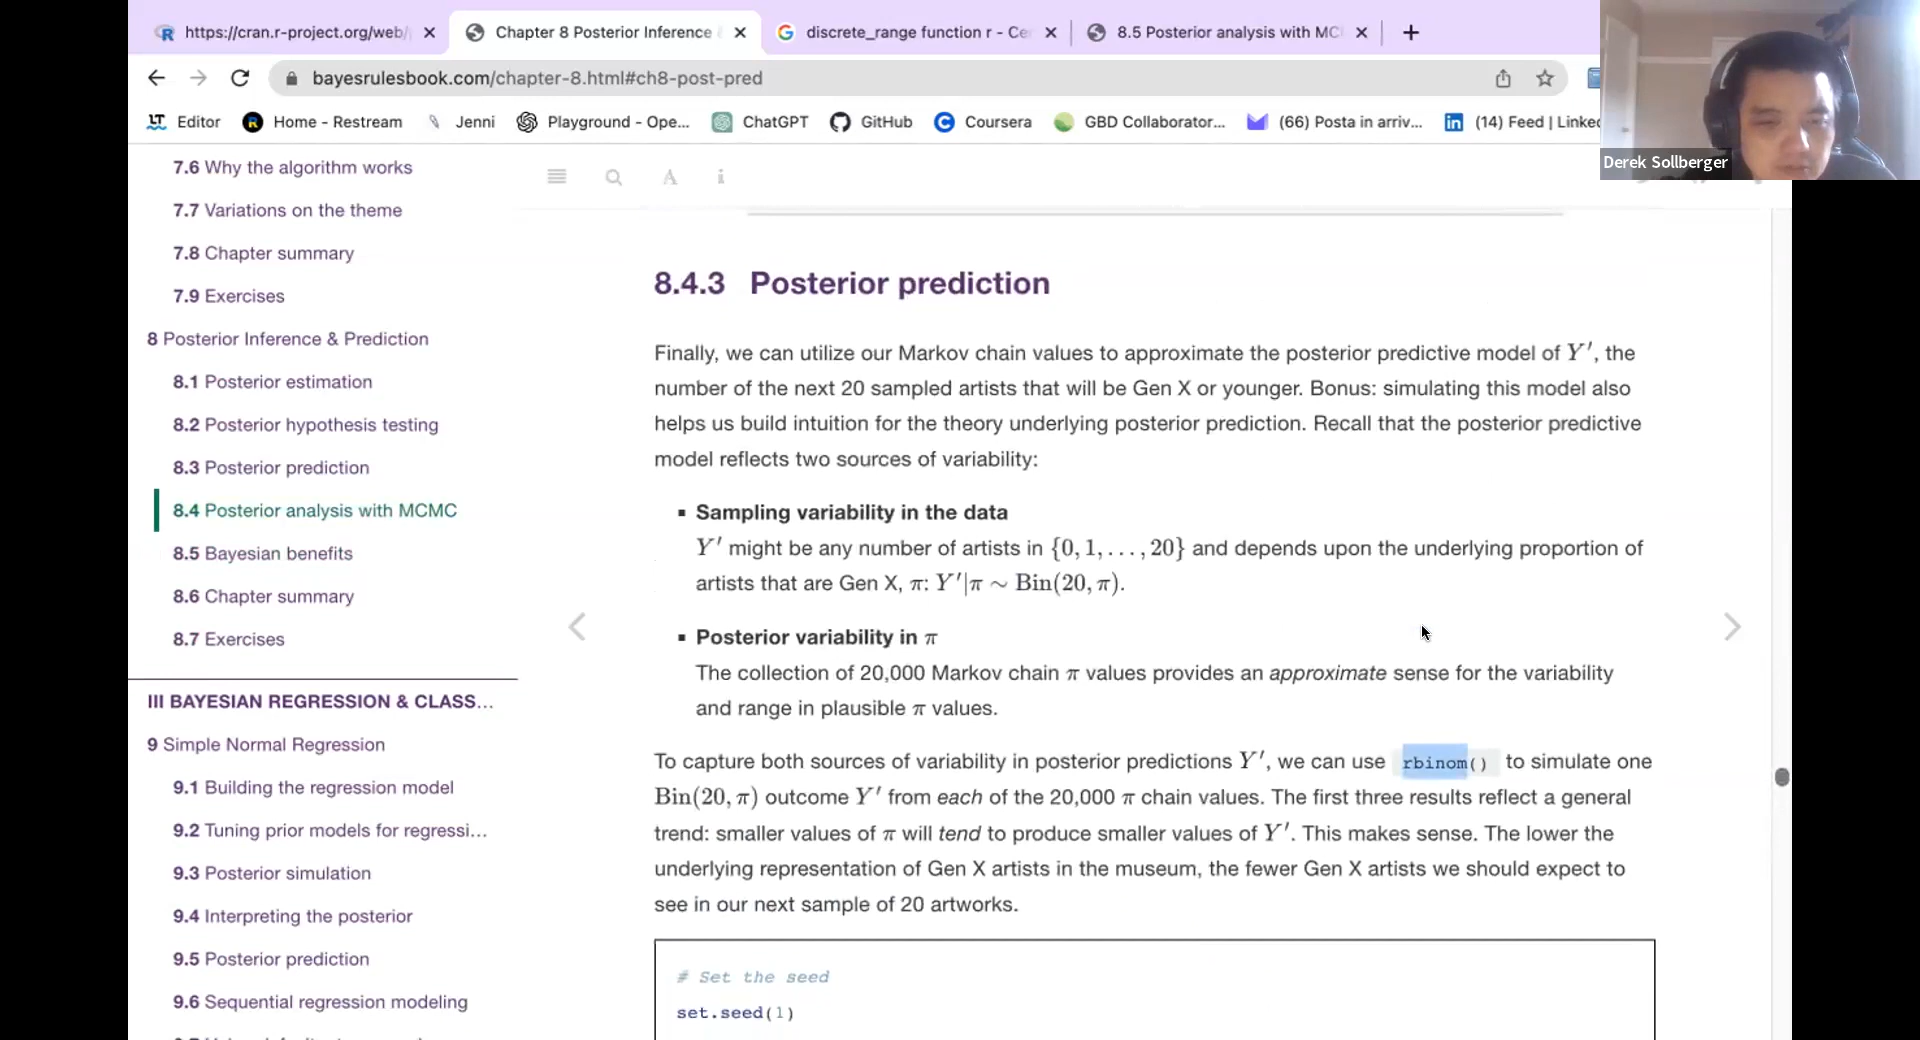 https://cran.r-project.org/web/
Chapter 8 Posterior Inference
discrete_range function r - Ce
8.5 Posterior analysis with MC
bayesrulesbook.com/chapter-8.html#ch8-post-pred
Editor
Home - Restream
Jenni
Playground - Ope...
ChatGPT
GitHub
Coursera
GBD Collaborator...
(66) Posta in arriv...
(14) Feed | Linke
Derek Sollberger
7.6 Why the algorithm works
7.7 Variations on the theme
7.8 Chapter summary
7.9 Exercises
8 Posterior Inference & Prediction
8.1 Posterior estimation
8.2 Posterior hypothesis testing
8.3 Posterior prediction
8.4 Posterior analysis with MCMC
8.5 Bayesian benefits
8.6 Chapter summary
8.7 Exercises
III BAYESIAN REGRESSION & CLASS...
9 Simple Normal Regression
9.1 Building the regression model
9.2 Tuning prior models for regressi...
9.3 Posterior simulation
9.4 Interpreting the posterior
9.5 Posterior prediction
9.6 Sequential regression modeling
8.4.3 Posterior prediction
Finally, we can utilize our Markov chain values to approximate the posterior predictive model of Y′, the
number of the next 20 sampled artists that will be Gen X or younger. Bonus: simulating this model also
helps us build intuition for the theory underlying posterior prediction. Recall that the posterior predictive
model reflects two sources of variability:
▪ Sampling variability in the data
Y′ might be any number of artists in {0, 1, . . . , 20} and depends upon the underlying proportion of
artists that are Gen X, π: Y′|π ∼ Bin(20, π).
▪ Posterior variability in π
The collection of 20,000 Markov chain π values provides an approximate sense for the variability
and range in plausible π values.
To capture both sources of variability in posterior predictions Y′, we can use rbinom() to simulate one
Bin(20, π) outcome Y′ from each of the 20,000 π chain values. The first three results reflect a general
trend: smaller values of π will tend to produce smaller values of Y′. This makes sense. The lower the
underlying representation of Gen X artists in the museum, the fewer Gen X artists we should expect to
see in our next sample of 20 artworks.
# Set the seed
set.seed(1)